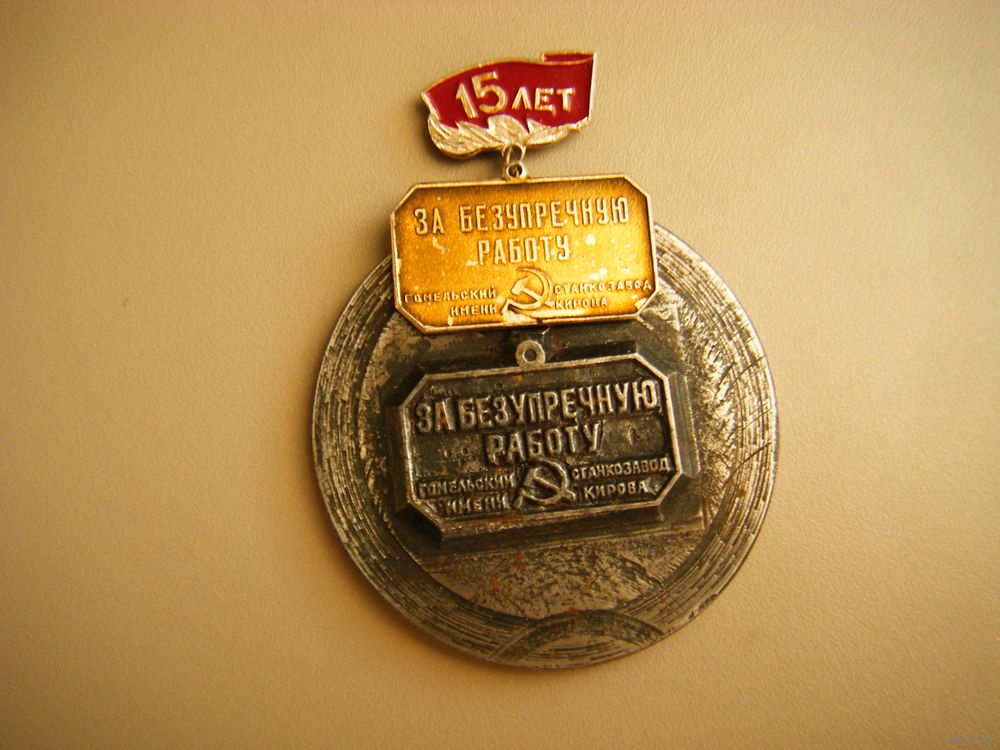 15 ЛЕТ
ЗА БЕЗУПРЕЧНУЮ
РАБОТУ
ГОМЕЛЬСКИЙ СТАНКОЗАВОД
ИМЕНИ КИРОВА
ЗА БЕЗУПРЕЧНУЮ
РАБОТУ
ГОМЕЛЬСКИЙ СТАНКОЗАВОД
ИМЕНИ КИРОВА